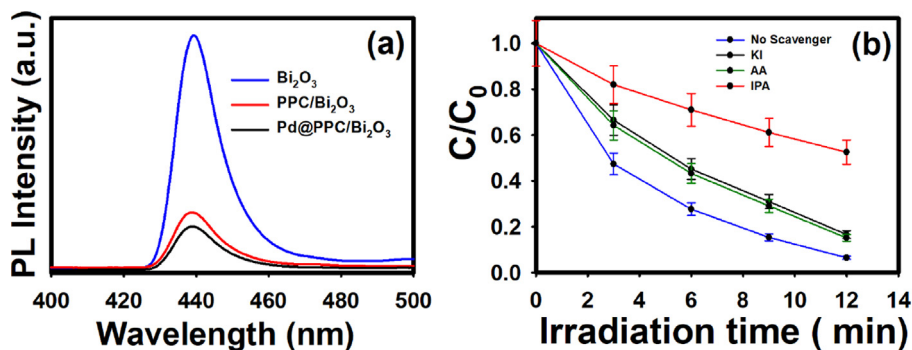 (a)
PL Intensity (a.u.)
Bi₂O₃
PPC/Bi₂O₃
Pd@PPC/Bi₂O₃
400 420 440 460 480 500
Wavelength (nm)
(b)
C/C₀
1.0
0.8
0.6
0.4
0.2
0.0
No Scavenger
KI
AA
IPA
0 2 4 6 8 10 12 14
Irradiation time ( min)